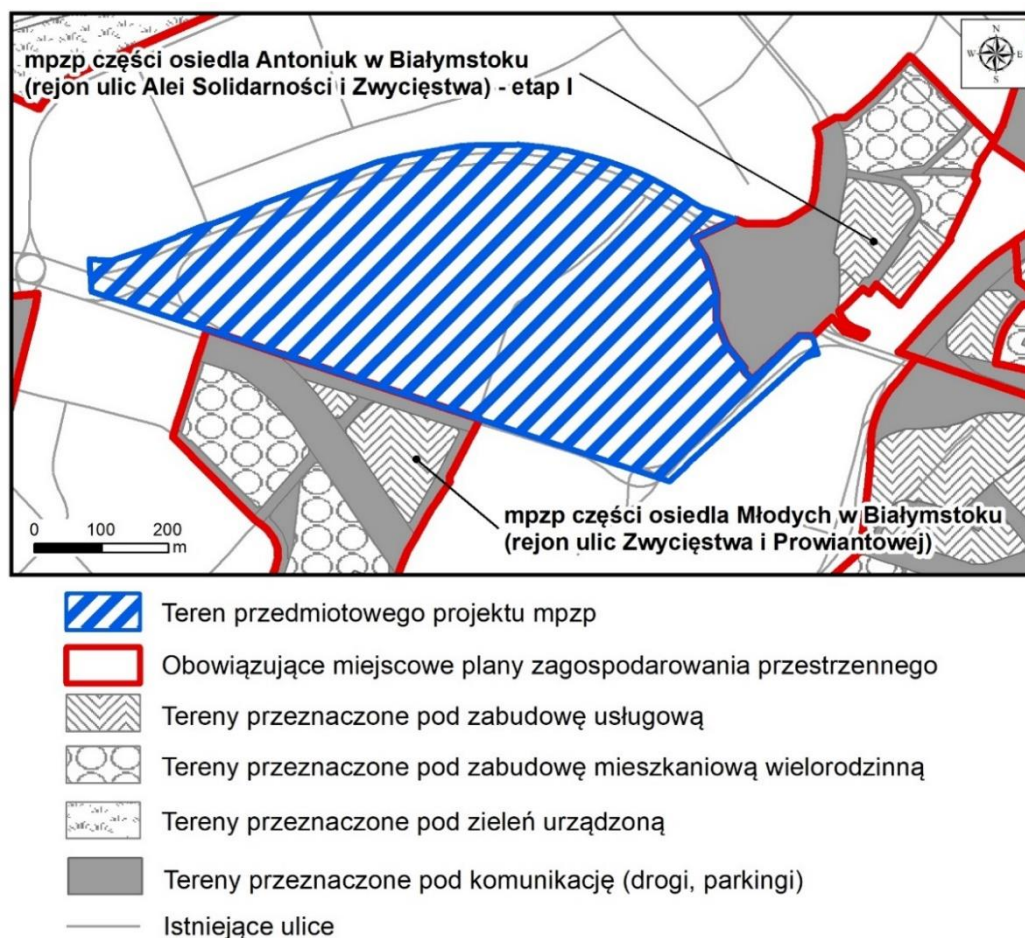 mpzp części osiedla Antoniuk w Białymstoku
(rejon ulic Alei Solidarności i Zwycięstwa) - etap I
N
W
E
S
mpzp części osiedla Młodych w Białymstoku
(rejon ulic Zwycięstwa i Prowiantowej)
0 100 200
m
Teren przedmiotowego projektu mpzp
Obowiązujące miejscowe plany zagospodarowania przestrzennego
Tereny przeznaczone pod zabudowę usługową
Tereny przeznaczone pod zabudowę mieszkaniową wielorodzinną
Tereny przeznaczone pod zieleń urządzoną
Tereny przeznaczone pod komunikację (drogi, parkingi)
Istniejące ulice